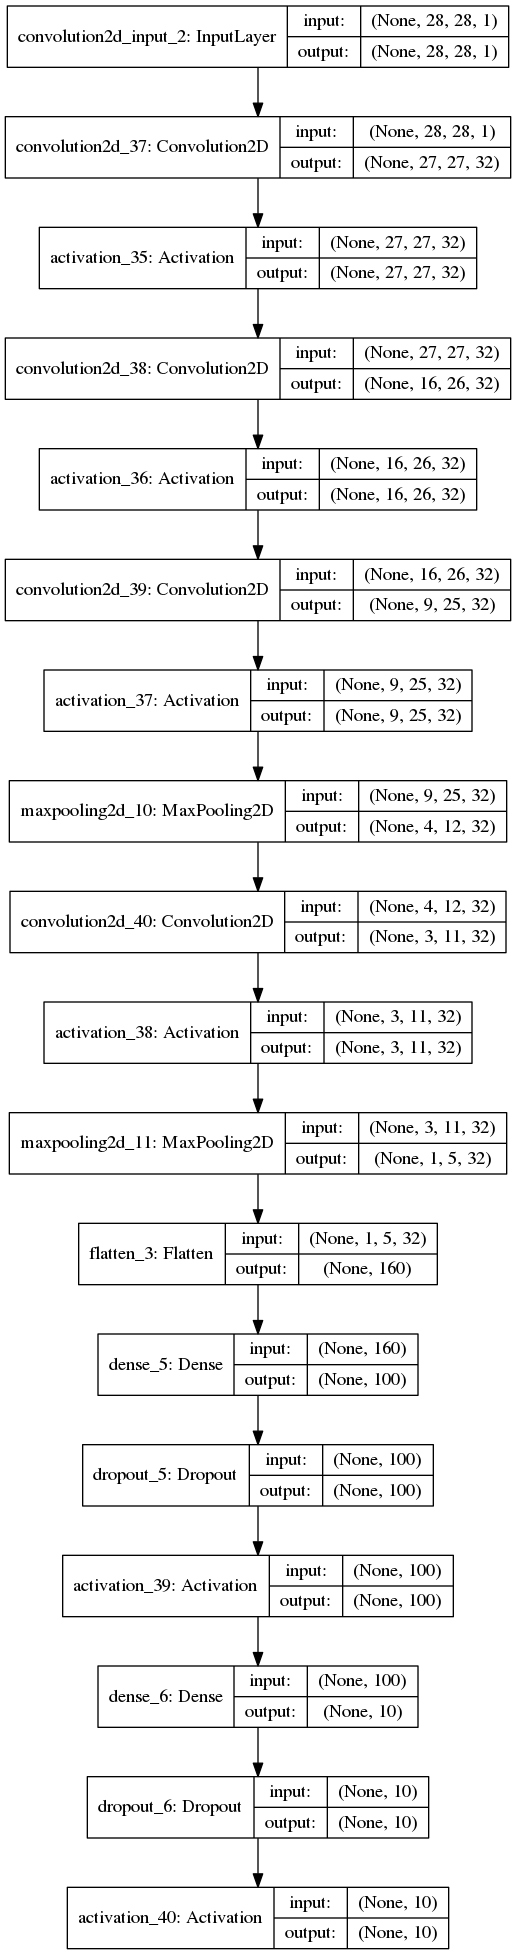 convolution2d_input_2: InputLayer
input: (None, 28, 28, 1)
output: (None, 28, 28, 1)
convolution2d_37: Convolution2D
input: (None, 28, 28, 1)
output: (None, 27, 27, 32)
activation_35: Activation
input: (None, 27, 27, 32)
output: (None, 27, 27, 32)
convolution2d_38: Convolution2D
input: (None, 27, 27, 32)
output: (None, 16, 26, 32)
activation_36: Activation
input: (None, 16, 26, 32)
output: (None, 16, 26, 32)
convolution2d_39: Convolution2D
input: (None, 16, 26, 32)
output: (None, 9, 25, 32)
activation_37: Activation
input: (None, 9, 25, 32)
output: (None, 9, 25, 32)
maxpooling2d_10: MaxPooling2D
input: (None, 9, 25, 32)
output: (None, 4, 12, 32)
convolution2d_40: Convolution2D
input: (None, 4, 12, 32)
output: (None, 3, 11, 32)
activation_38: Activation
input: (None, 3, 11, 32)
output: (None, 3, 11, 32)
maxpooling2d_11: MaxPooling2D
input: (None, 3, 11, 32)
output: (None, 1, 5, 32)
flatten_3: Flatten
input: (None, 1, 5, 32)
output: (None, 160)
dense_5: Dense
input: (None, 160)
output: (None, 100)
dropout_5: Dropout
input: (None, 100)
output: (None, 100)
activation_39: Activation
input: (None, 100)
output: (None, 100)
dense_6: Dense
input: (None, 100)
output: (None, 10)
dropout_6: Dropout
input: (None, 10)
output: (None, 10)
activation_40: Activation
input: (None, 10)
output: (None, 10)